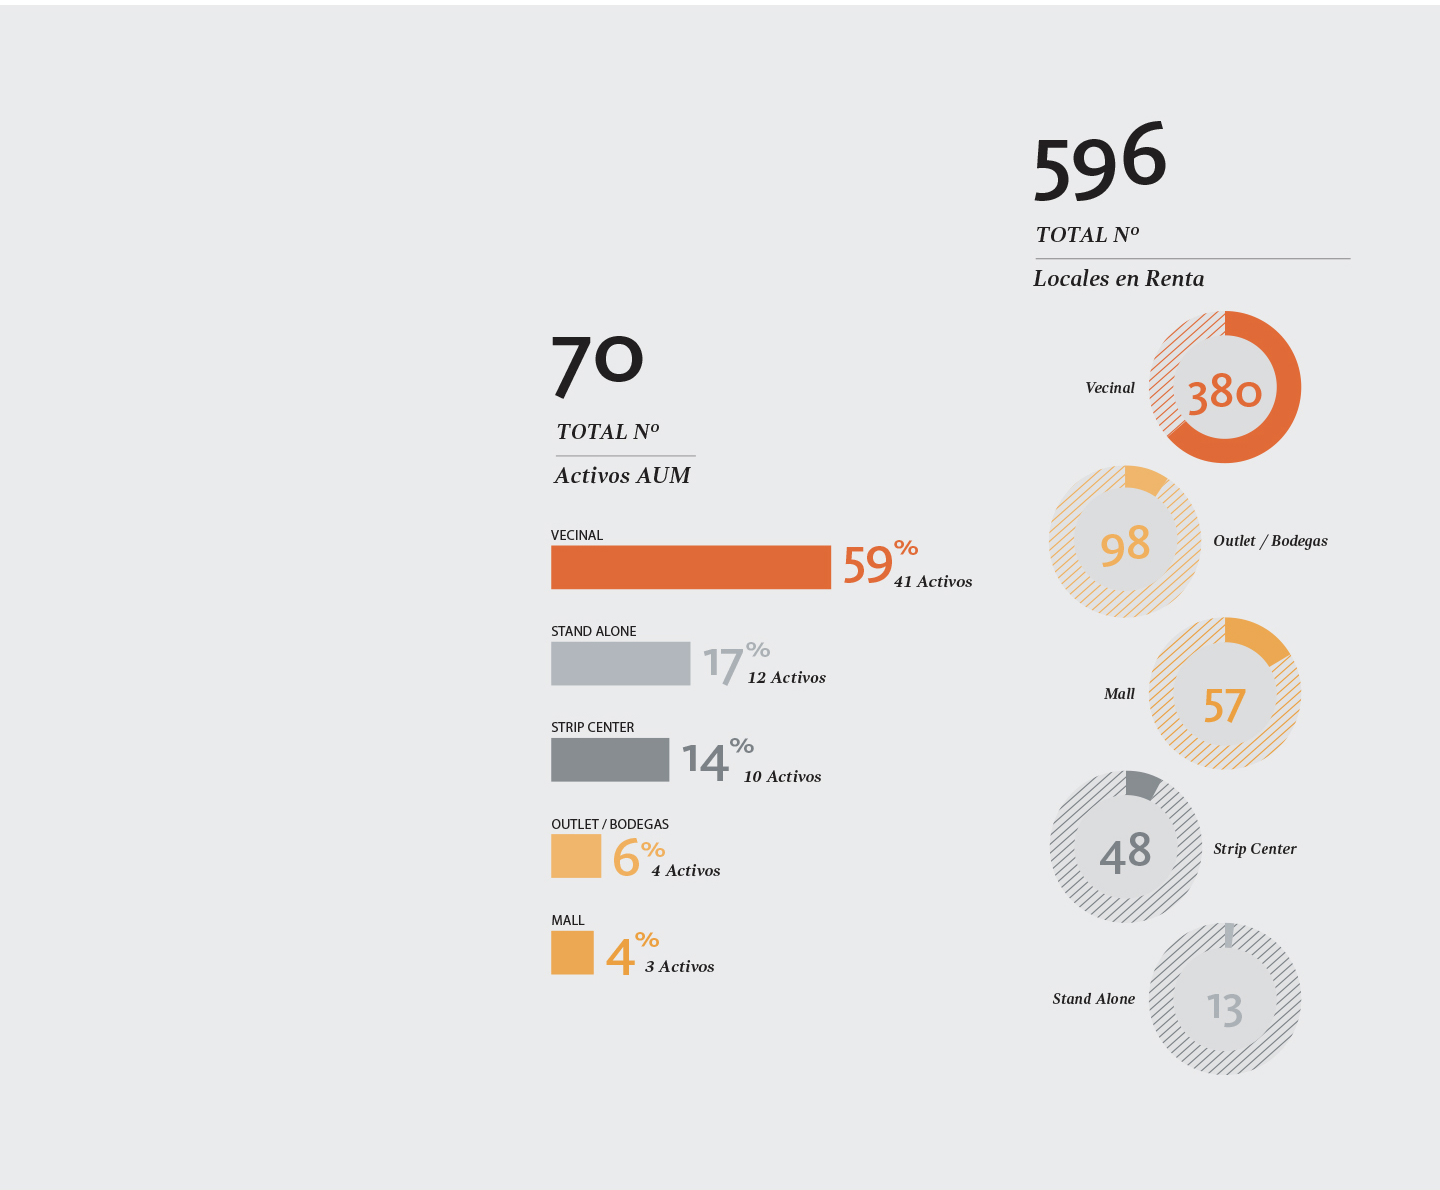 70
TOTAL Nº
Activos AUM
VECINAL
59%
41 Activos
STAND ALONE
17%
12 Activos
STRIP CENTER
14%
10 Activos
OUTLET / BODEGAS
6%
4 Activos
MALL
4%
3 Activos
596
TOTAL Nº
Locales en Renta
Vecinal
380
98
Outlet / Bodegas
Mall
57
48
Strip Center
Stand Alone
13